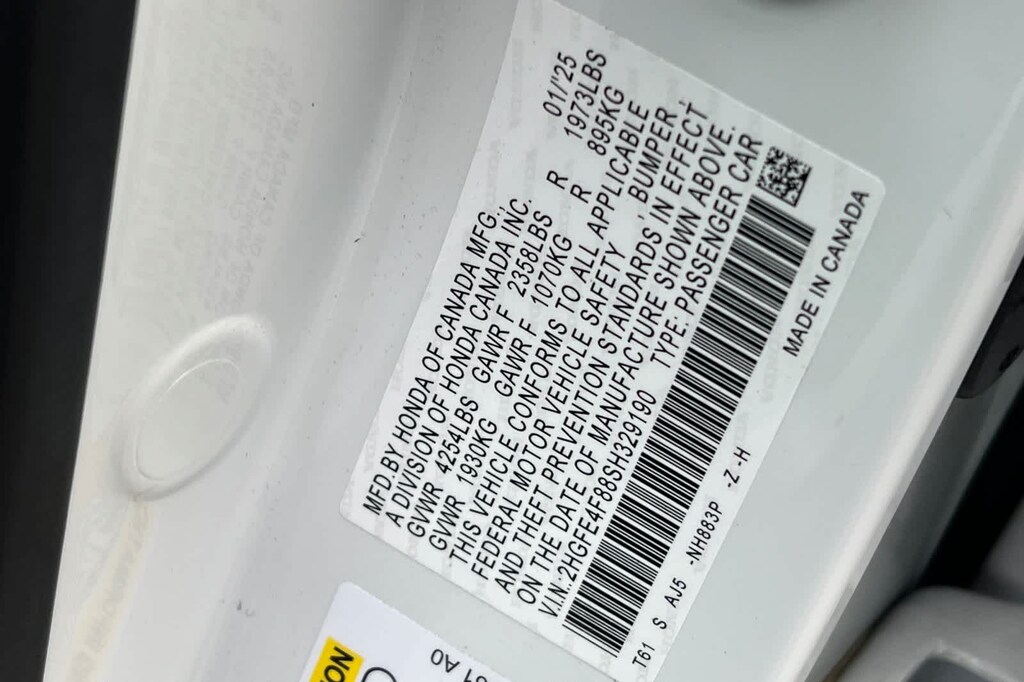 MFD.BY HONDA OF CANADA MFG., 01/'25
A DIVISION OF HONDA CANADA INC.
GVWR 4254LBS GAWR F 2358LBS R 1973LBS
GVWR 1930KG GAWR F 1070KG R 895KG
THIS VEHICLE CONFORMS TO ALL APPLICABLE
FEDERAL MOTOR VEHICLE SAFETY, BUMPER,
AND THEFT PREVENTION STANDARDS IN EFFECT
ON THE DATE OF MANUFACTURE SHOWN ABOVE.
V.I.N:2HGFE4F88SH329190 TYPE: PASSENGER CAR
T61 S AJ5 -NH883P -Z-H
MADE IN CANADA